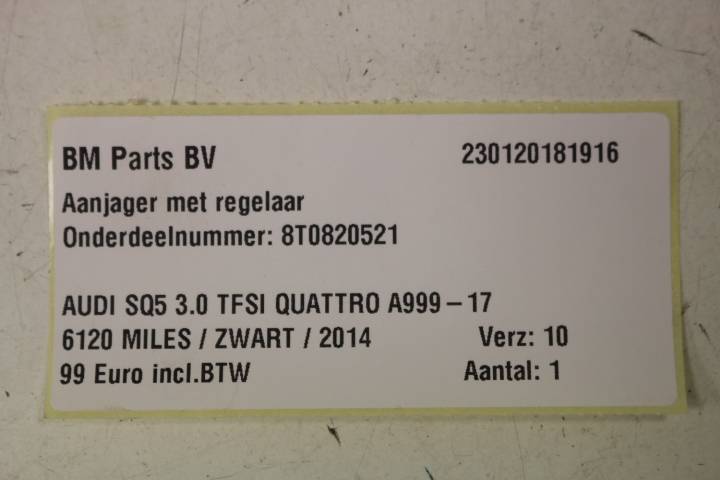 BM Parts BV 230120181916
Aanjager met regelaar
Onderdeelnummer: 8T0820521
AUDI SQ5 3.0 TFSI QUATTRO A999-17
6120 MILES / ZWART / 2014 Verz: 10
99 Euro incl.BTW Aantal: 1